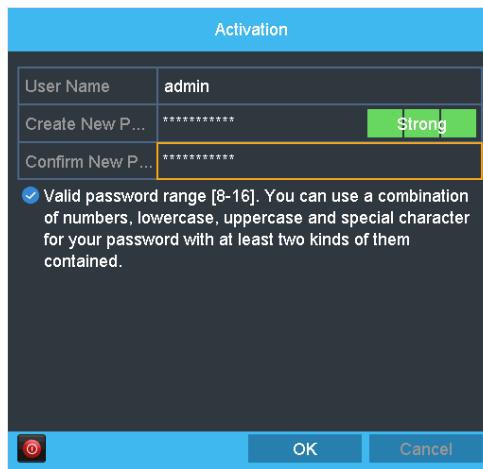 Activation
User Name admin
Create New P... *********** Strong
Confirm New P... ***********
Valid password range [8-16]. You can use a combination
of numbers, lowercase, uppercase and special character
for your password with at least two kinds of them
contained.
OK Cancel